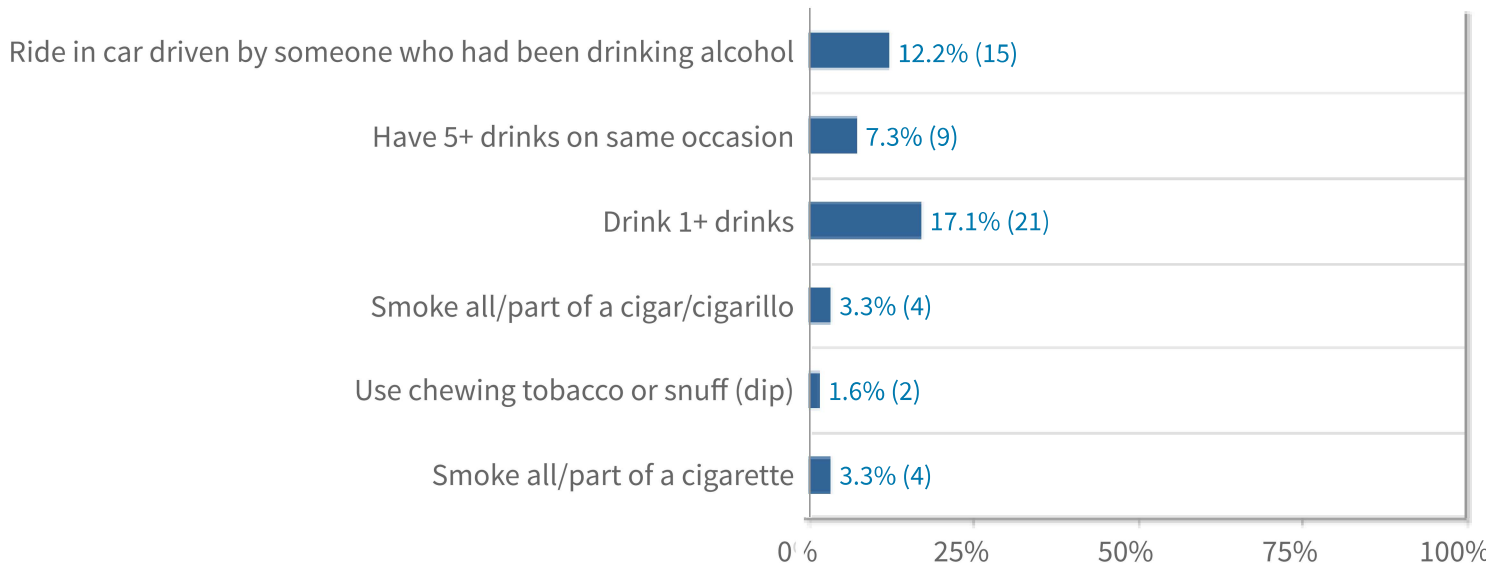 Ride in car driven by someone who had been drinking alcohol 12.2% (15)
Have 5+ drinks on same occasion 7.3% (9)
Drink 1+ drinks 17.1% (21)
Smoke all/part of a cigar/cigarillo 3.3% (4)
Use chewing tobacco or snuff (dip) 1.6% (2)
Smoke all/part of a cigarette 3.3% (4)
0% 25% 50% 75% 100%